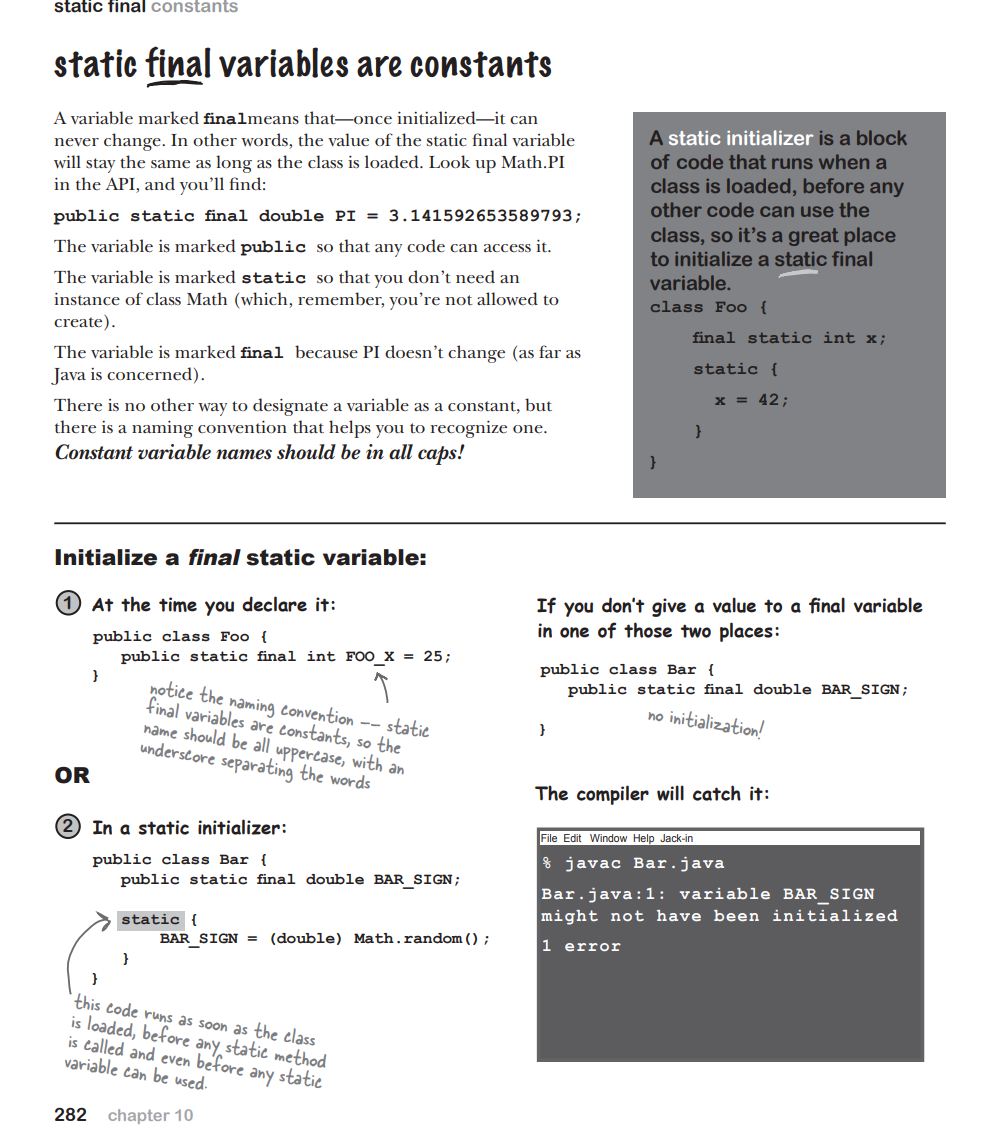 static final constants
static final variables are constants
A variable marked finalmeans that—once initialized—it can
never change. In other words, the value of the static final variable
will stay the same as long as the class is loaded. Look up Math.PI
in the API, and you’ll find:
public static final double PI = 3.141592653589793;
The variable is marked public so that any code can access it.
The variable is marked static so that you don’t need an
instance of class Math (which, remember, you’re not allowed to
create).
The variable is marked final because PI doesn’t change (as far as
Java is concerned).
There is no other way to designate a variable as a constant, but
there is a naming convention that helps you to recognize one.
Constant variable names should be in all caps!
A static initializer is a block
of code that runs when a
class is loaded, before any
other code can use the
class, so it’s a great place
to initialize a static final
variable.
class Foo {
final static int x;
static {
x = 42;
}
}
Initialize a final static variable:
1 At the time you declare it:
public class Foo {
public static final int FOO_X = 25;
}
notice the naming convention -- static
final variables are constants, so the
name should be all uppercase, with an
underscore separating the words
OR
2 In a static initializer:
public class Bar {
public static final double BAR_SIGN;
static {
BAR_SIGN = (double) Math.random();
}
}
this code runs as soon as the class
is loaded, before any static method
is called and even before any static
variable can be used.
If you don’t give a value to a final variable
in one of those two places:
public class Bar {
public static final double BAR_SIGN;
no initialization!
}
The compiler will catch it:
File Edit Window Help Jack-in
% javac Bar.java
Bar.java:1: variable BAR_SIGN
might not have been initialized
1 error
282 chapter 10